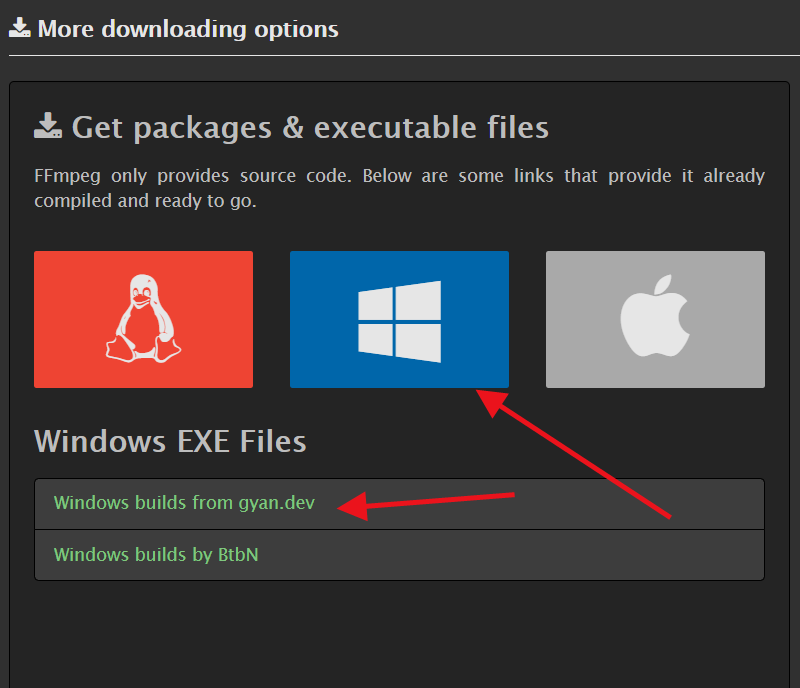 More downloading options
Get packages & executable files
FFmpeg only provides source code. Below are some links that provide it already
compiled and ready to go.
Windows EXE Files
Windows builds from gyan.dev
Windows builds by BtbN